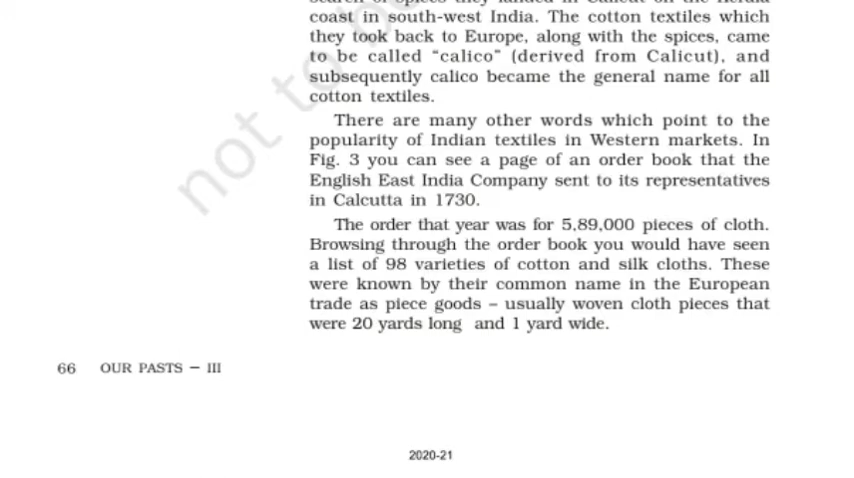 search of spices they landed in Calicut on the Kerala
coast in south-west India. The cotton textiles which
they took back to Europe, along with the spices, came
to be called “calico” (derived from Calicut), and
subsequently calico became the general name for all
cotton textiles.
There are many other words which point to the
popularity of Indian textiles in Western markets. In
Fig. 3 you can see a page of an order book that the
English East India Company sent to its representatives
in Calcutta in 1730.
The order that year was for 5,89,000 pieces of cloth.
Browsing through the order book you would have seen
a list of 98 varieties of cotton and silk cloths. These
were known by their common name in the European
trade as piece goods – usually woven cloth pieces that
were 20 yards long and 1 yard wide.
66 OUR PASTS – III
2020-21
not to b